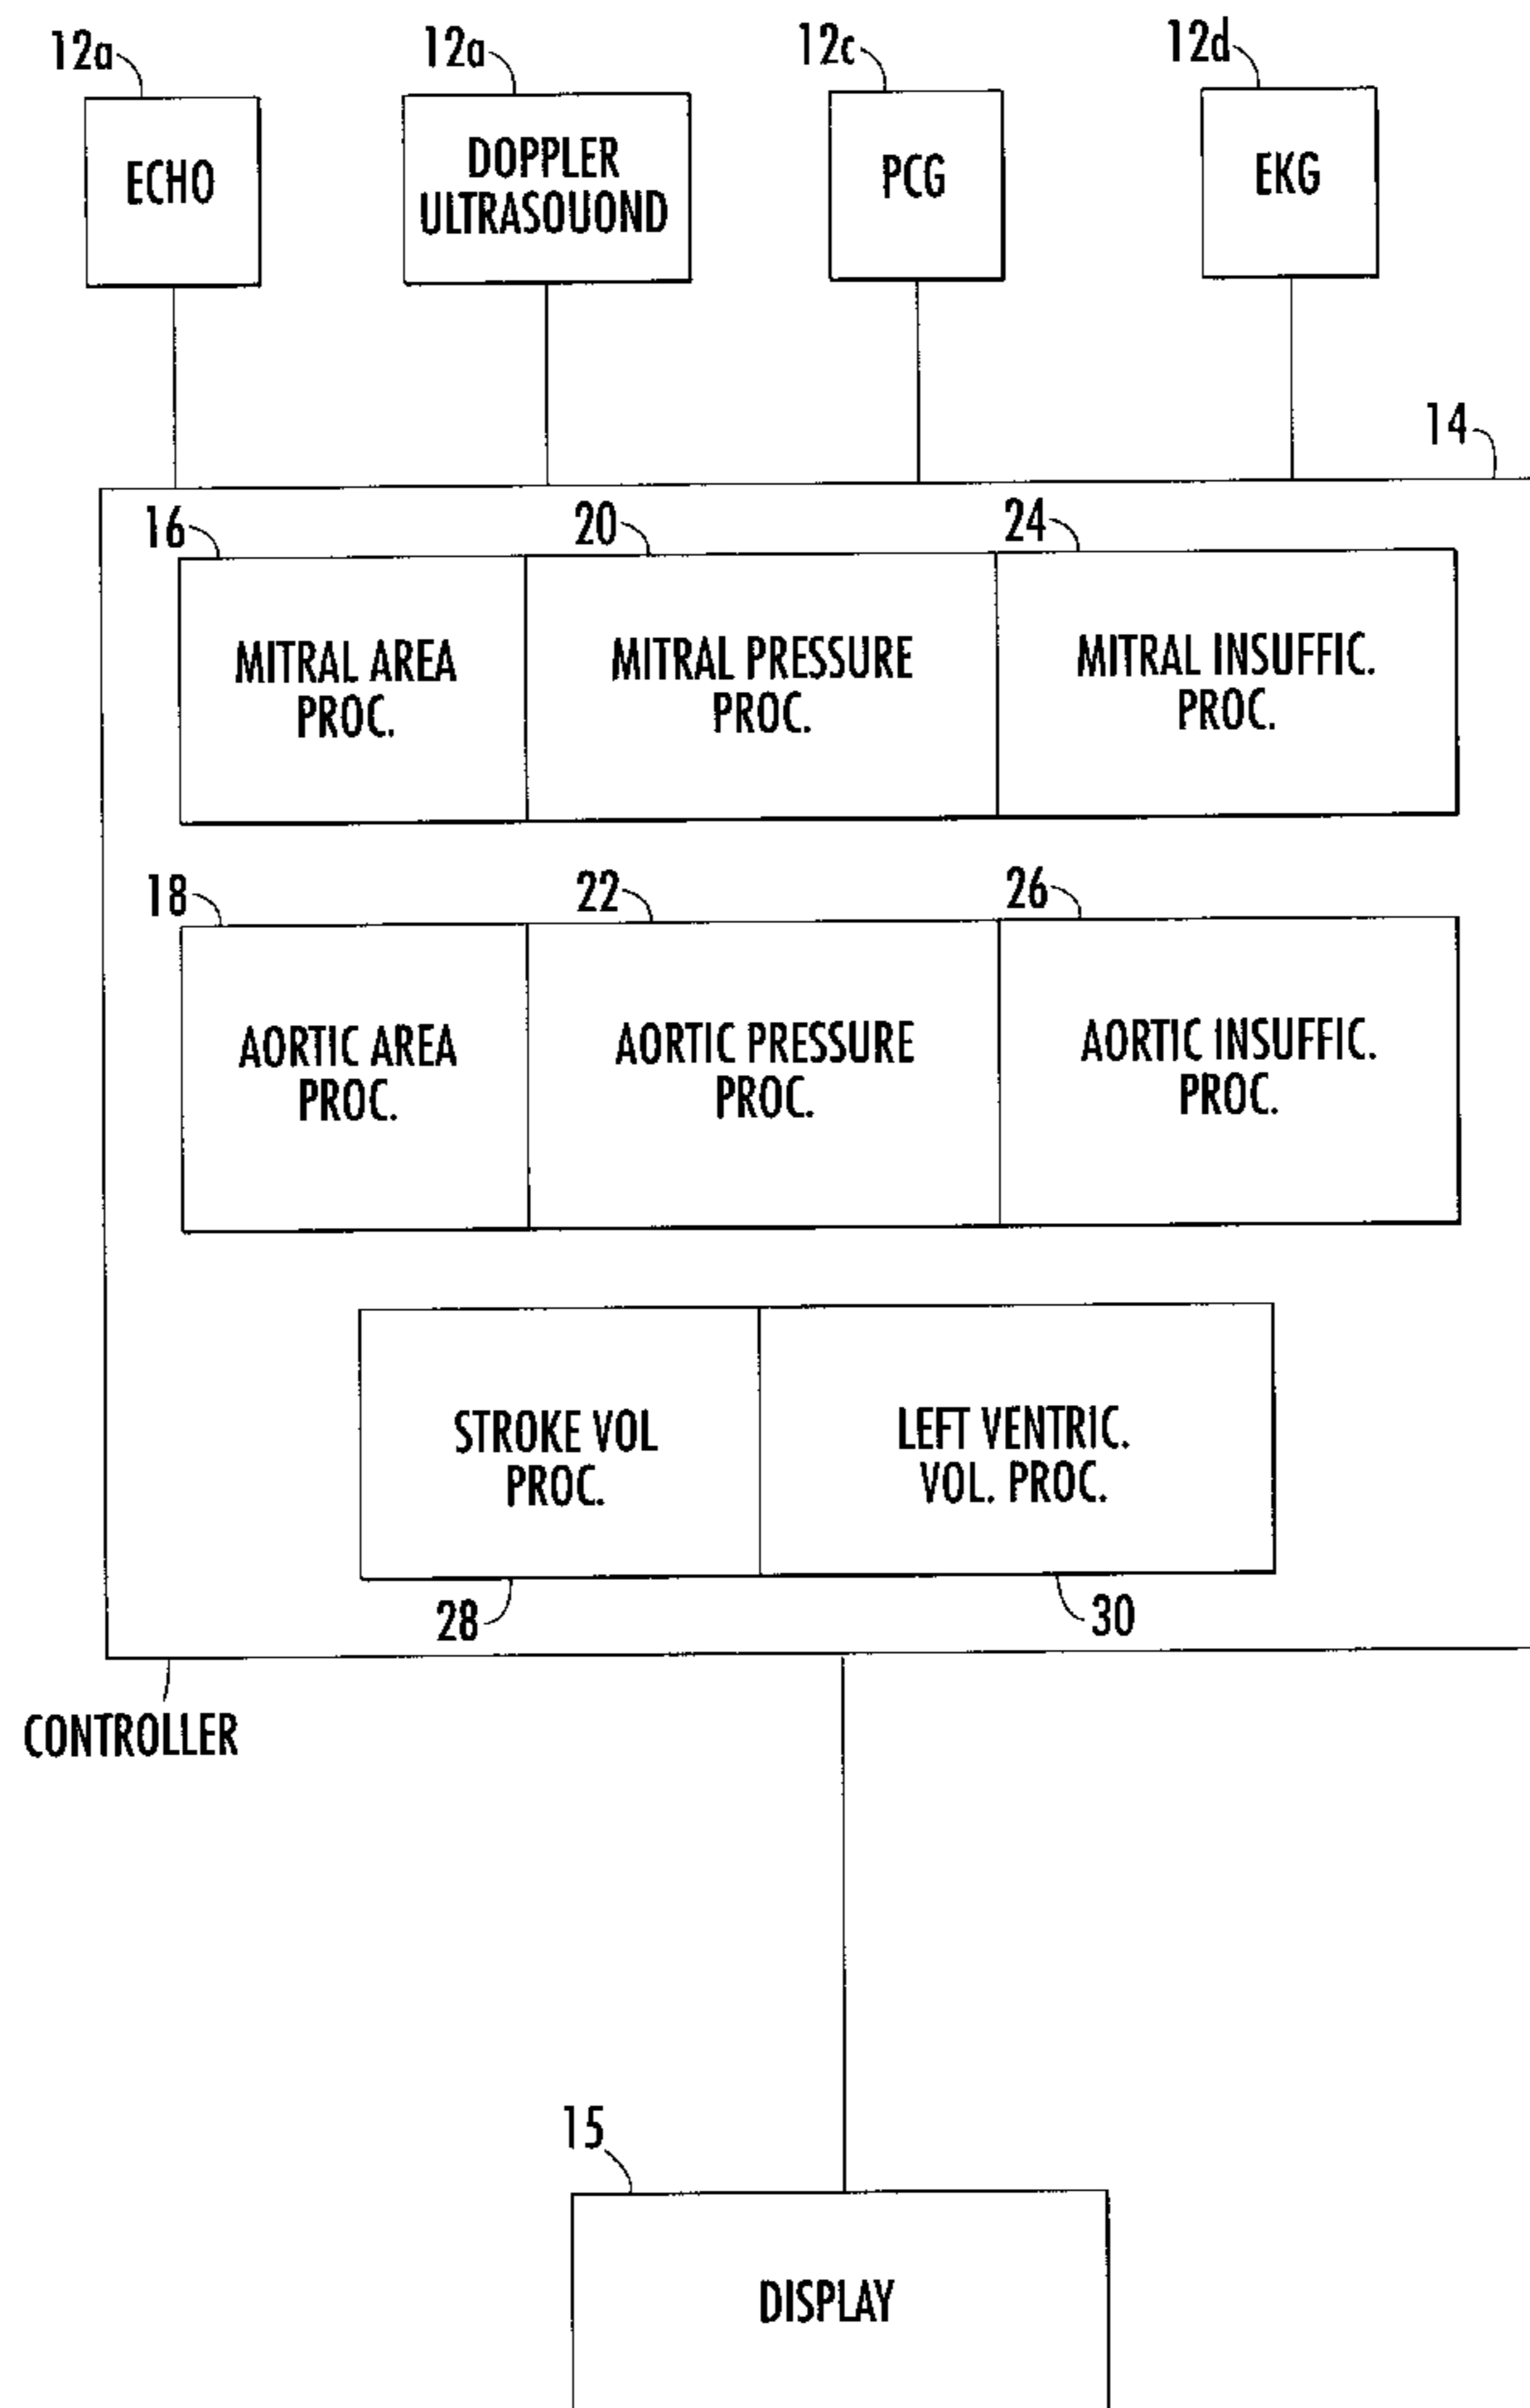 12a
12a
12c
12d
ECHO
DOPPLER
ULTRASOUOND
PCG
EKG
14
16
20
24
MITRAL AREA
PROC.
MITRAL PRESSURE
PROC.
MITRAL INSUFFIC.
PROC.
18
22
26
AORTIC AREA
PROC.
AORTIC PRESSURE
PROC.
AORTIC INSUFFIC.
PROC.
STROKE VOL
PROC.
LEFT VENTRIC.
VOL. PROC.
28
30
CONTROLLER
15
DISPLAY